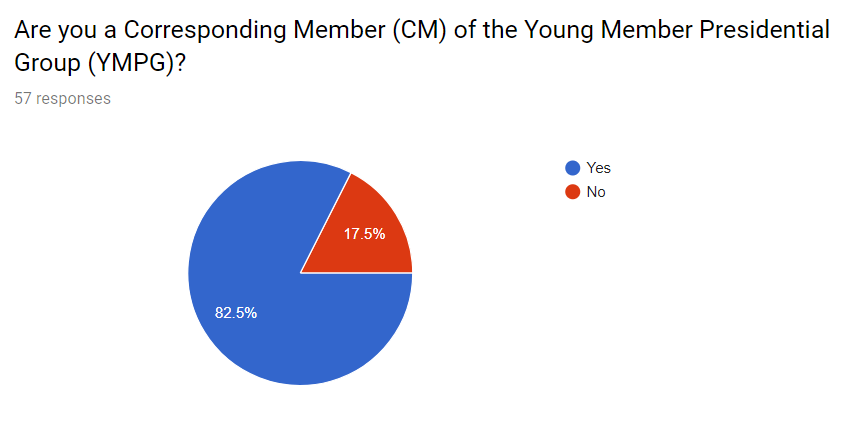 Are you a Corresponding Member (CM) of the Young Member Presidential
Group (YMPG)?
57 responses
Yes
No
17.5%
82.5%